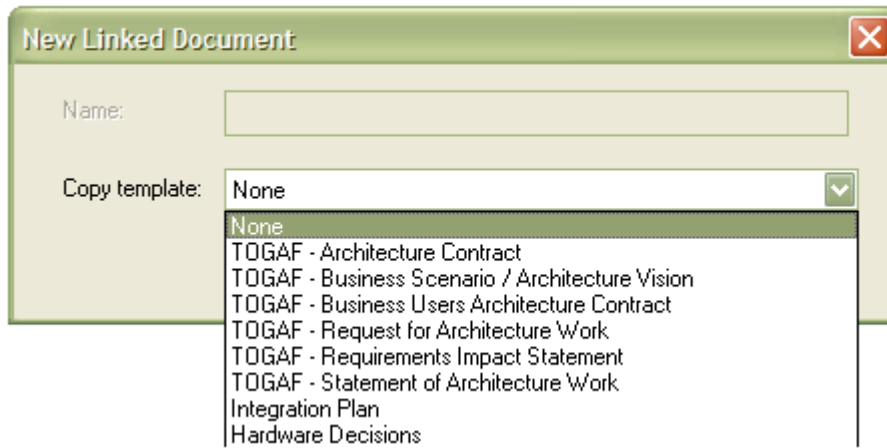 New Linked Document
Name:
Copy template: None
None
TOGAF - Architecture Contract
TOGAF - Business Scenario / Architecture Vision
TOGAF - Business Users Architecture Contract
TOGAF - Request for Architecture Work
TOGAF - Requirements Impact Statement
TOGAF - Statement of Architecture Work
Integration Plan
Hardware Decisions